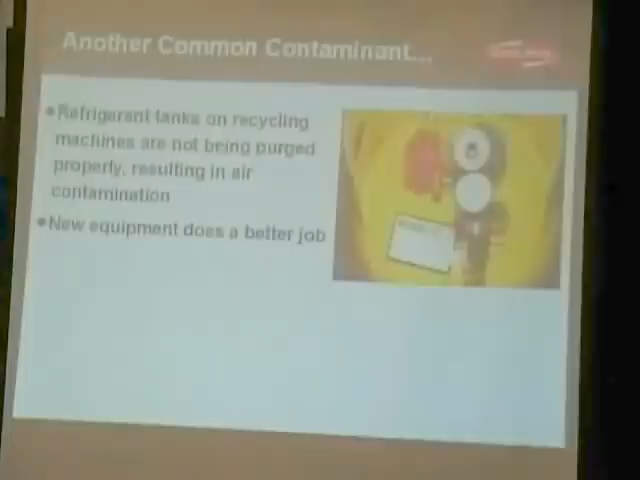 Another Common Contaminant...
Refrigerant tanks on recycling
machines are not being purged
properly, resulting in air
contamination
New equipment does a better job